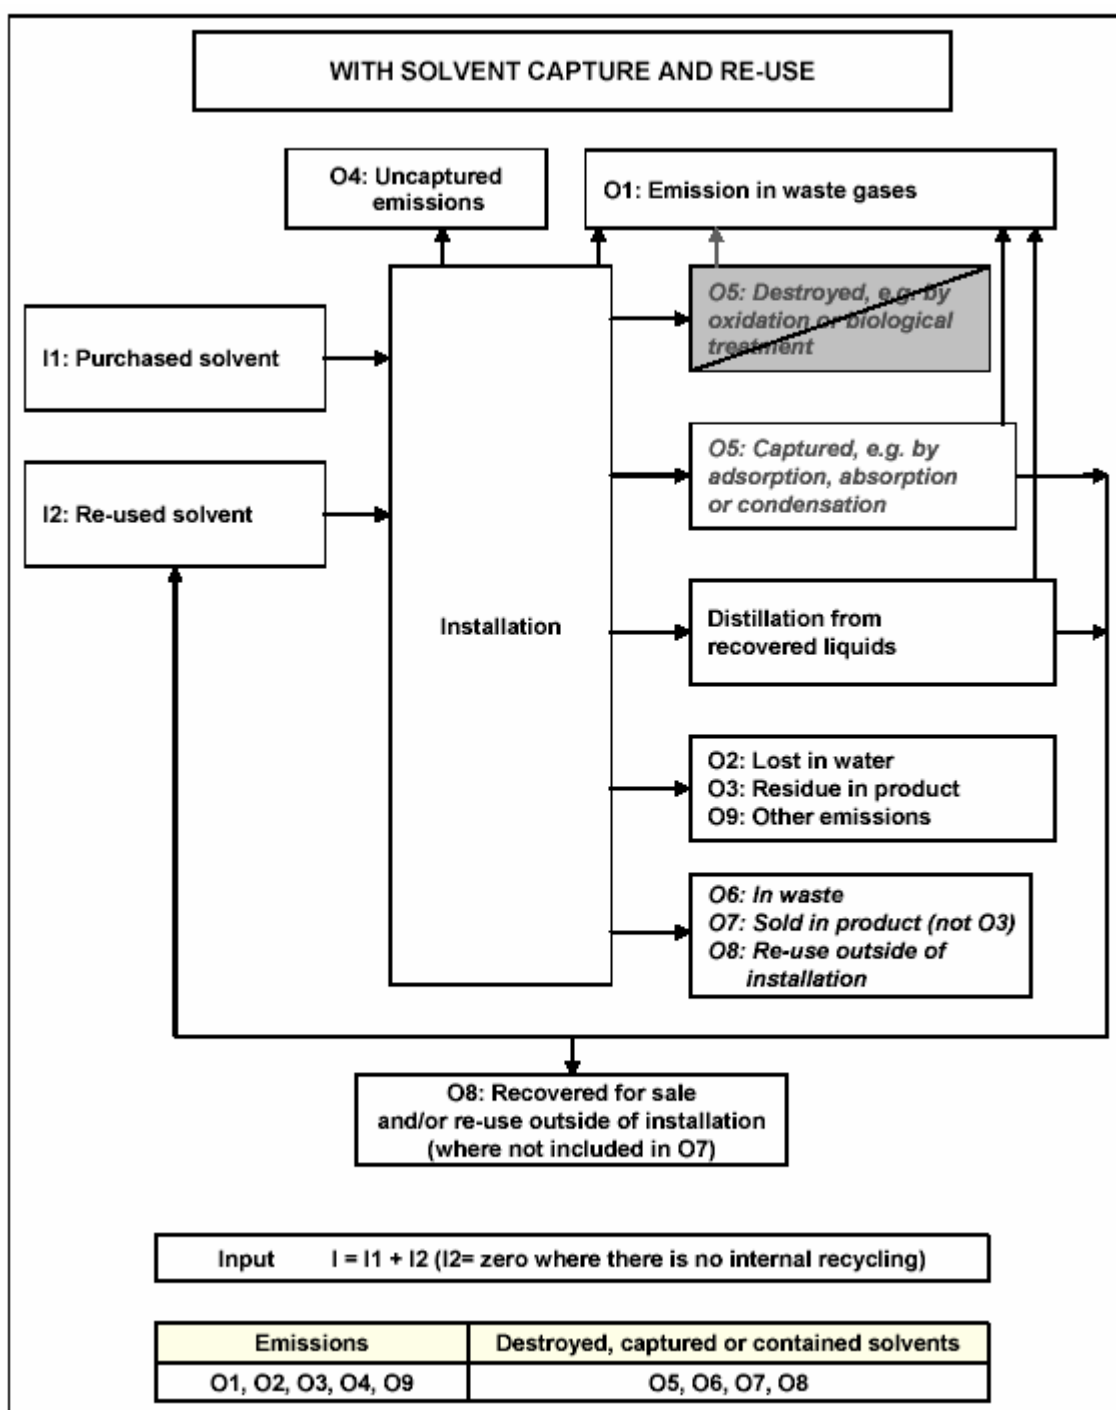 WITH SOLVENT CAPTURE AND RE-USE
O4: Uncaptured
emissions
O1: Emission in waste gases
O5: Destroyed, e.g. by
oxidation or biological
treatment
I1: Purchased solvent
O5: Captured, e.g. by
adsorption, absorption
or condensation
I2: Re-used solvent
Installation
Distillation from
recovered liquids
O2: Lost in water
O3: Residue in product
O9: Other emissions
O6: In waste
O7: Sold in product (not O3)
O8: Re-use outside of
installation
O8: Recovered for sale
and/or re-use outside of installation
(where not included in O7)
Input I = I1 + I2 (I2= zero where there is no internal recycling)
Emissions Destroyed, captured or contained solvents
O1, O2, O3, O4, O9 O5, O6, O7, O8